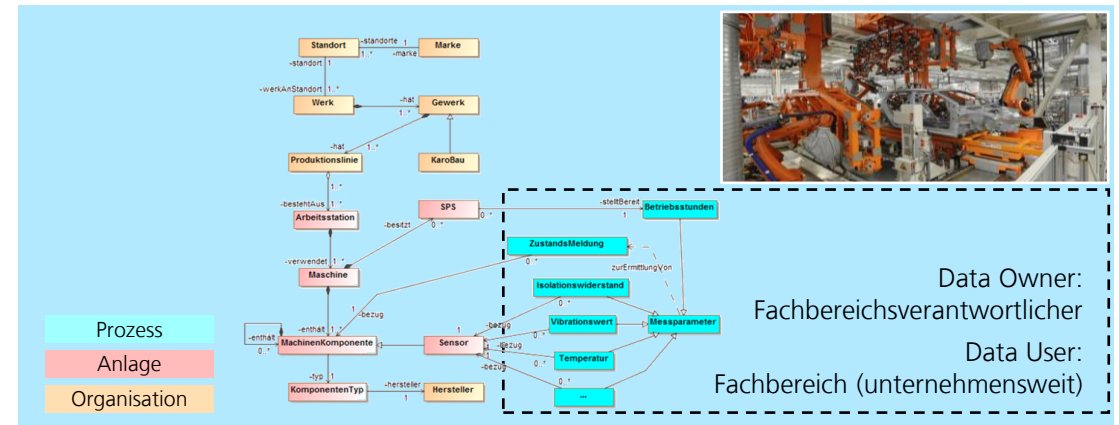 -standorte 1
Standort
Marke
1..* -marke
-standort 1
-werkAnStandort 1..*
-hat
Werk
Gewerk
1..*
-hat
1..*
Produktionslinie
KaroBau
1..*
-bestehtAus 1..*
SPS
-stelltBereit
Betriebsstunden
0..*
1
Arbeitsstation
-besitzt 0..*
ZustandsMeldung
-verwendet 1..*
0..*
zurErmittlungVon
Maschine
Isolationswiderstand
0..*
1
-bezug
-bezug
Vibrationswert
Messparameter
-enthält 1..*
1
-enthält
MachinenKomponente
Sensor
1
-bezug
0..*
0..*
1
Temperatur
-bezug
-typ 1
0..*
-hersteller
KomponentenTyp
Hersteller
1
...
Data Owner:
Fachbereichsverantwortlicher
Data User:
Fachbereich (unternehmensweit)
Prozess
Anlage
Organisation